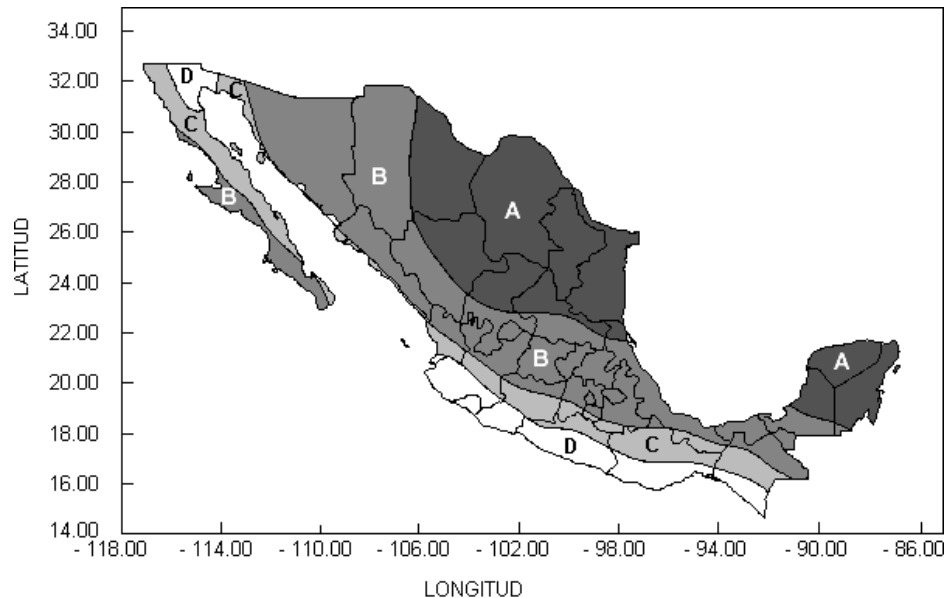 34.00
32.00
30.00
28.00
26.00
24.00
22.00
20.00
18.00
16.00
14.00
LATITUD
D
C
C
B
B
A
B
A
D
C
- 118.00 - 114.00 - 110.00 - 106.00 - 102.00 - 98.00 - 94.00 - 90.00 - 86.00
LONGITUD